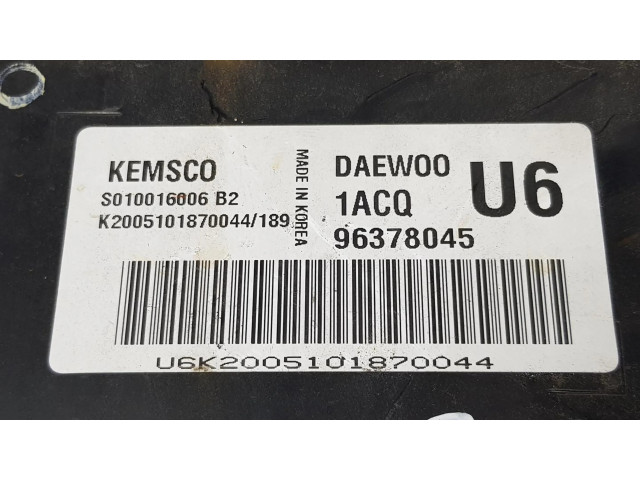 KEMSCO
S010016006 B2
K2005101870044/189
MADE IN KOREA
DAEWOO
1ACQ
96378045
U6
U6K2005101870044